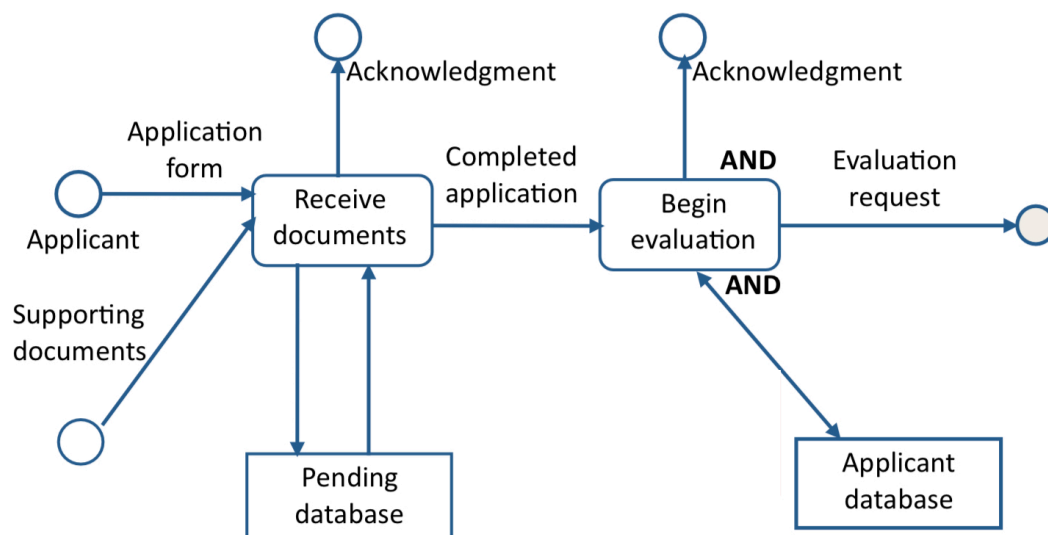 Acknowledgment
Acknowledgment
Application
form
Completed
application
AND
Evaluation
request
Receive
documents
Begin
evaluation
Applicant
AND
Supporting
documents
Pending
database
Applicant
database